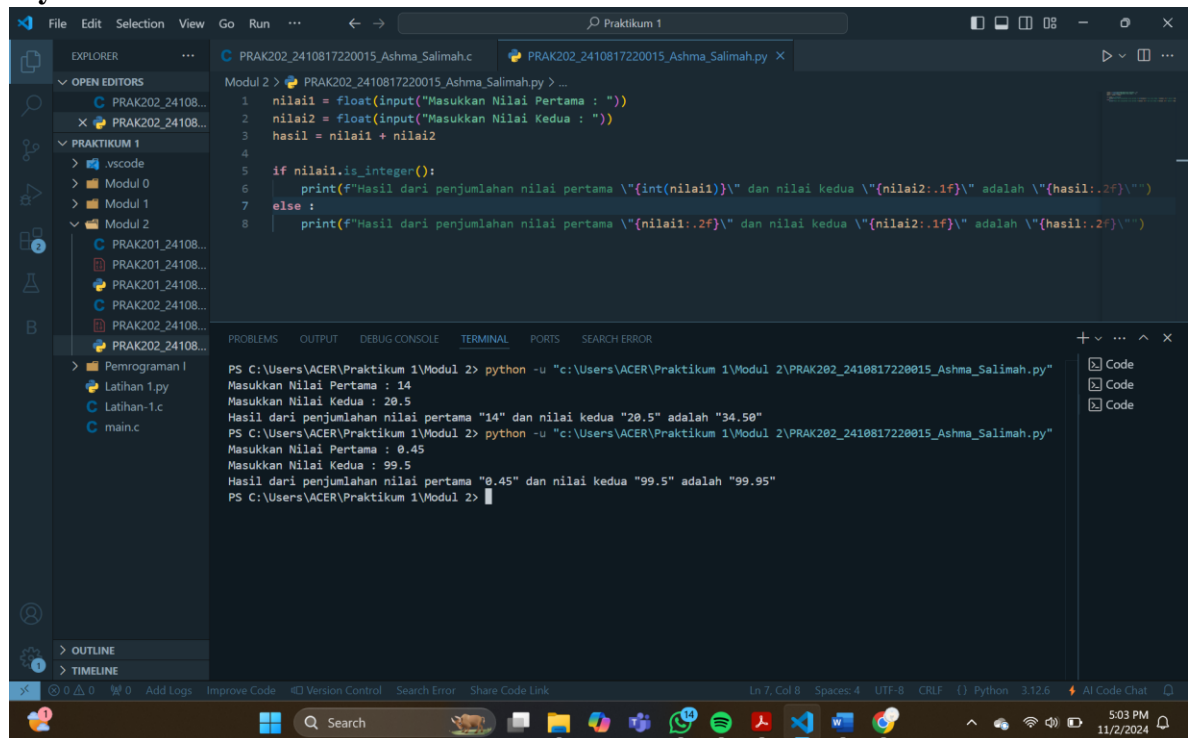 File Edit Selection View Go Run ··· Praktikum 1
EXPLORER
OPEN EDITORS
C PRAK202_24108...
PRAK202_24108...
PRAKTIKUM 1
.vscode
Modul 0
Modul 1
Modul 2
C PRAK201_24108...
PRAK201_24108...
PRAK201_24108...
C PRAK202_24108...
PRAK202_24108...
PRAK202_24108...
Pemrograman I
Latihan 1.py
C Latihan-1.c
C main.c
OUTLINE
TIMELINE
C PRAK202_2410817220015_Ashma_Salimah.c PRAK202_2410817220015_Ashma_Salimah.py
Modul 2 > PRAK202_2410817220015_Ashma_Salimah.py > ...
1 nilai1 = float(input("Masukkan Nilai Pertama : "))
2 nilai2 = float(input("Masukkan Nilai Kedua : "))
3 hasil = nilai1 + nilai2
4
5 if nilai1.is_integer():
6 print(f"Hasil dari penjumlahan nilai pertama \"{int(nilai1)}\" dan nilai kedua \"{nilai2:.1f}\" adalah \"{hasil:.2f}\"")
7 else :
8 print(f"Hasil dari penjumlahan nilai pertama \"{nilai1:.2f}\" dan nilai kedua \"{nilai2:.1f}\" adalah \"{hasil:.2f}\"")
PROBLEMS OUTPUT DEBUG CONSOLE TERMINAL PORTS SEARCH ERROR
PS C:\Users\ACER\Praktikum 1\Modul 2> python -u "c:\Users\ACER\Praktikum 1\Modul 2\PRAK202_2410817220015_Ashma_Salimah.py"
Masukkan Nilai Pertama : 14
Masukkan Nilai Kedua : 20.5
Hasil dari penjumlahan nilai pertama "14" dan nilai kedua "20.5" adalah "34.50"
PS C:\Users\ACER\Praktikum 1\Modul 2> python -u "c:\Users\ACER\Praktikum 1\Modul 2\PRAK202_2410817220015_Ashma_Salimah.py"
Masukkan Nilai Pertama : 0.45
Masukkan Nilai Kedua : 99.5
Hasil dari penjumlahan nilai pertama "0.45" dan nilai kedua "99.5" adalah "99.95"
PS C:\Users\ACER\Praktikum 1\Modul 2>
Code
Code
Code
0 0 0 Add Logs Improve Code Version Control Search Error Share Code Link Ln 7, Col 8 Spaces: 4 UTF-8 CRLF {} Python 3.12.6 AI Code Chat
Search
5:03 PM
11/2/2024